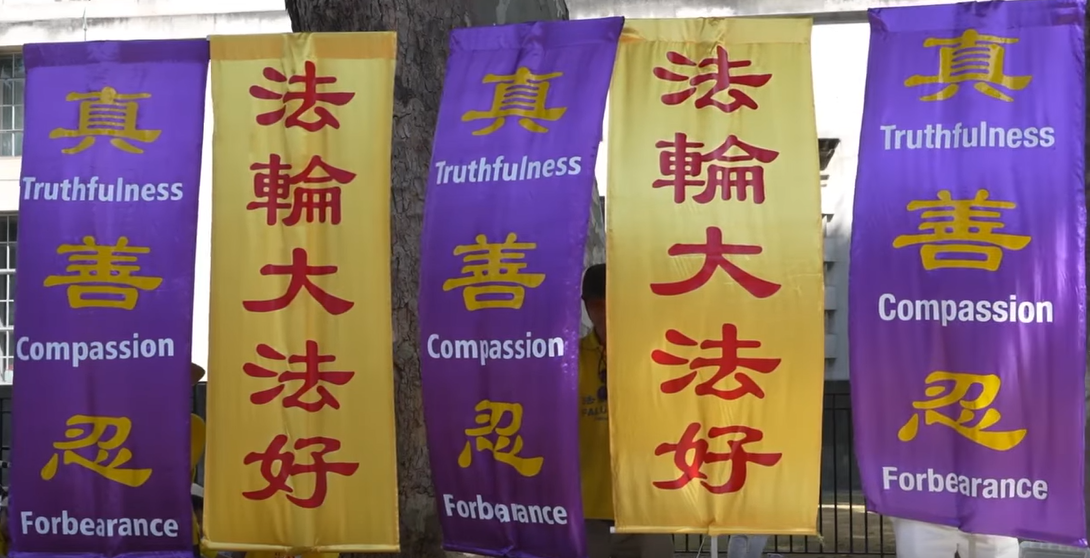 真
Truthfulness
善
Compassion
忍
Forbearance
法輪大法好
真
Truthfulness
善
Compassion
忍
Forbearance
法輪大法好
真
Truthfulness
善
Compassion
忍
Forbearance